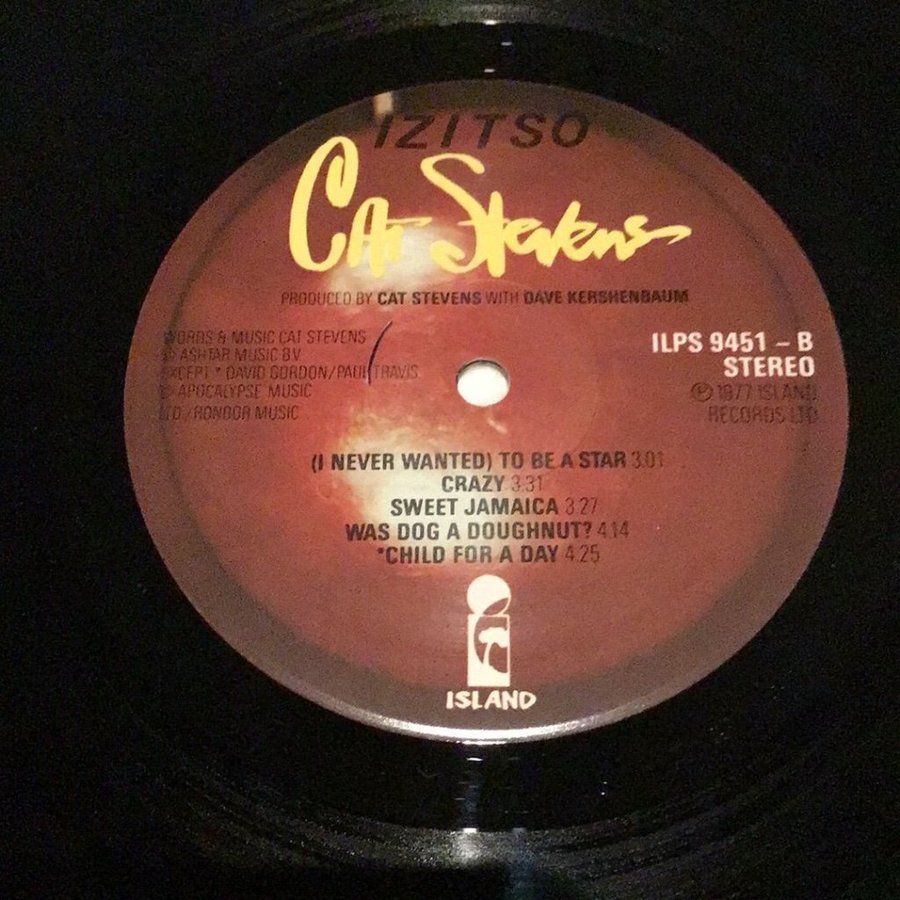 IZITSO
Cat Stevens
PRODUCED BY CAT STEVENS WITH DAVE KERSHENBAUM
WORDS & MUSIC CAT STEVENS
© ASHTAR MUSIC BV
EXCEPT * DAVID GORDON/PAUL TRAVIS
© APOCALYPSE MUSIC
LTD./RONDOR MUSIC
ILPS 9451 – B
STEREO
℗ 1977 ISLAND
RECORDS LTD
(I NEVER WANTED) TO BE A STAR 3.01
CRAZY 3.31
SWEET JAMAICA 3.27
WAS DOG A DOUGHNUT? 4.14
*CHILD FOR A DAY 4.25
ISLAND